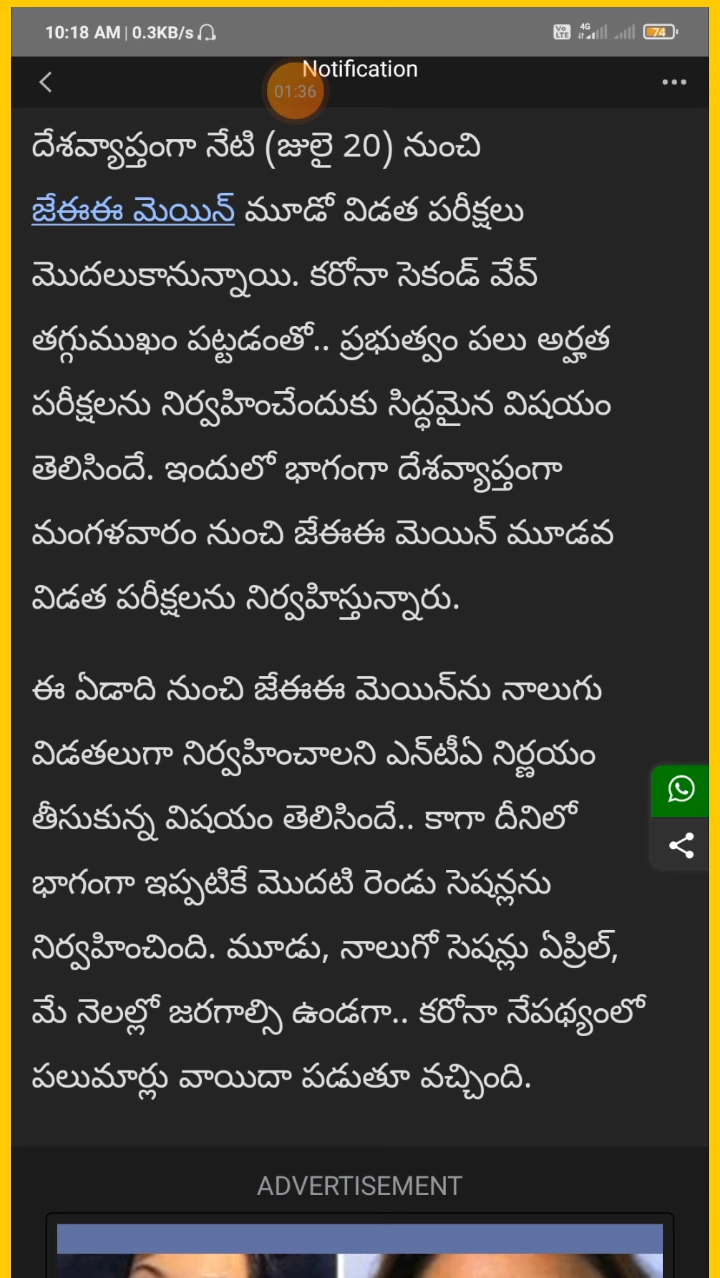 10:18 AM | 0.3KB/s
Vo LTE 4G 74
Notification
01:36
దేశవ్యాప్తంగా నేటి (జులై 20) నుంచి
జేఈఈ మెయిన్ మూడో విడత పరీక్షలు
మొదలుకానున్నాయి. కరోనా సెకండ్ వేవ్
తగ్గుముఖం పట్టడంతో.. ప్రభుత్వం పలు అర్హత
పరీక్షలను నిర్వహించేందుకు సిద్ధమైన విషయం
తెలిసిందే. ఇందులో భాగంగా దేశవ్యాప్తంగా
మంగళవారం నుంచి జేఈఈ మెయిన్ మూడవ
విడత పరీక్షలను నిర్వహిస్తున్నారు.
ఈ ఏడాది నుంచి జేఈఈ మెయిన్‌ను నాలుగు
విడతలుగా నిర్వహించాలని ఎన్‌టీఏ నిర్ణయం
తీసుకున్న విషయం తెలిసిందే.. కాగా దీనిలో
భాగంగా ఇప్పటికే మొదటి రెండు సెషన్లను
నిర్వహించింది. మూడు, నాలుగో సెషన్లు ఏప్రిల్,
మే నెలల్లో జరగాల్సి ఉండగా.. కరోనా నేపథ్యంలో
పలుమార్లు వాయిదా పడుతూ వచ్చింది.
ADVERTISEMENT